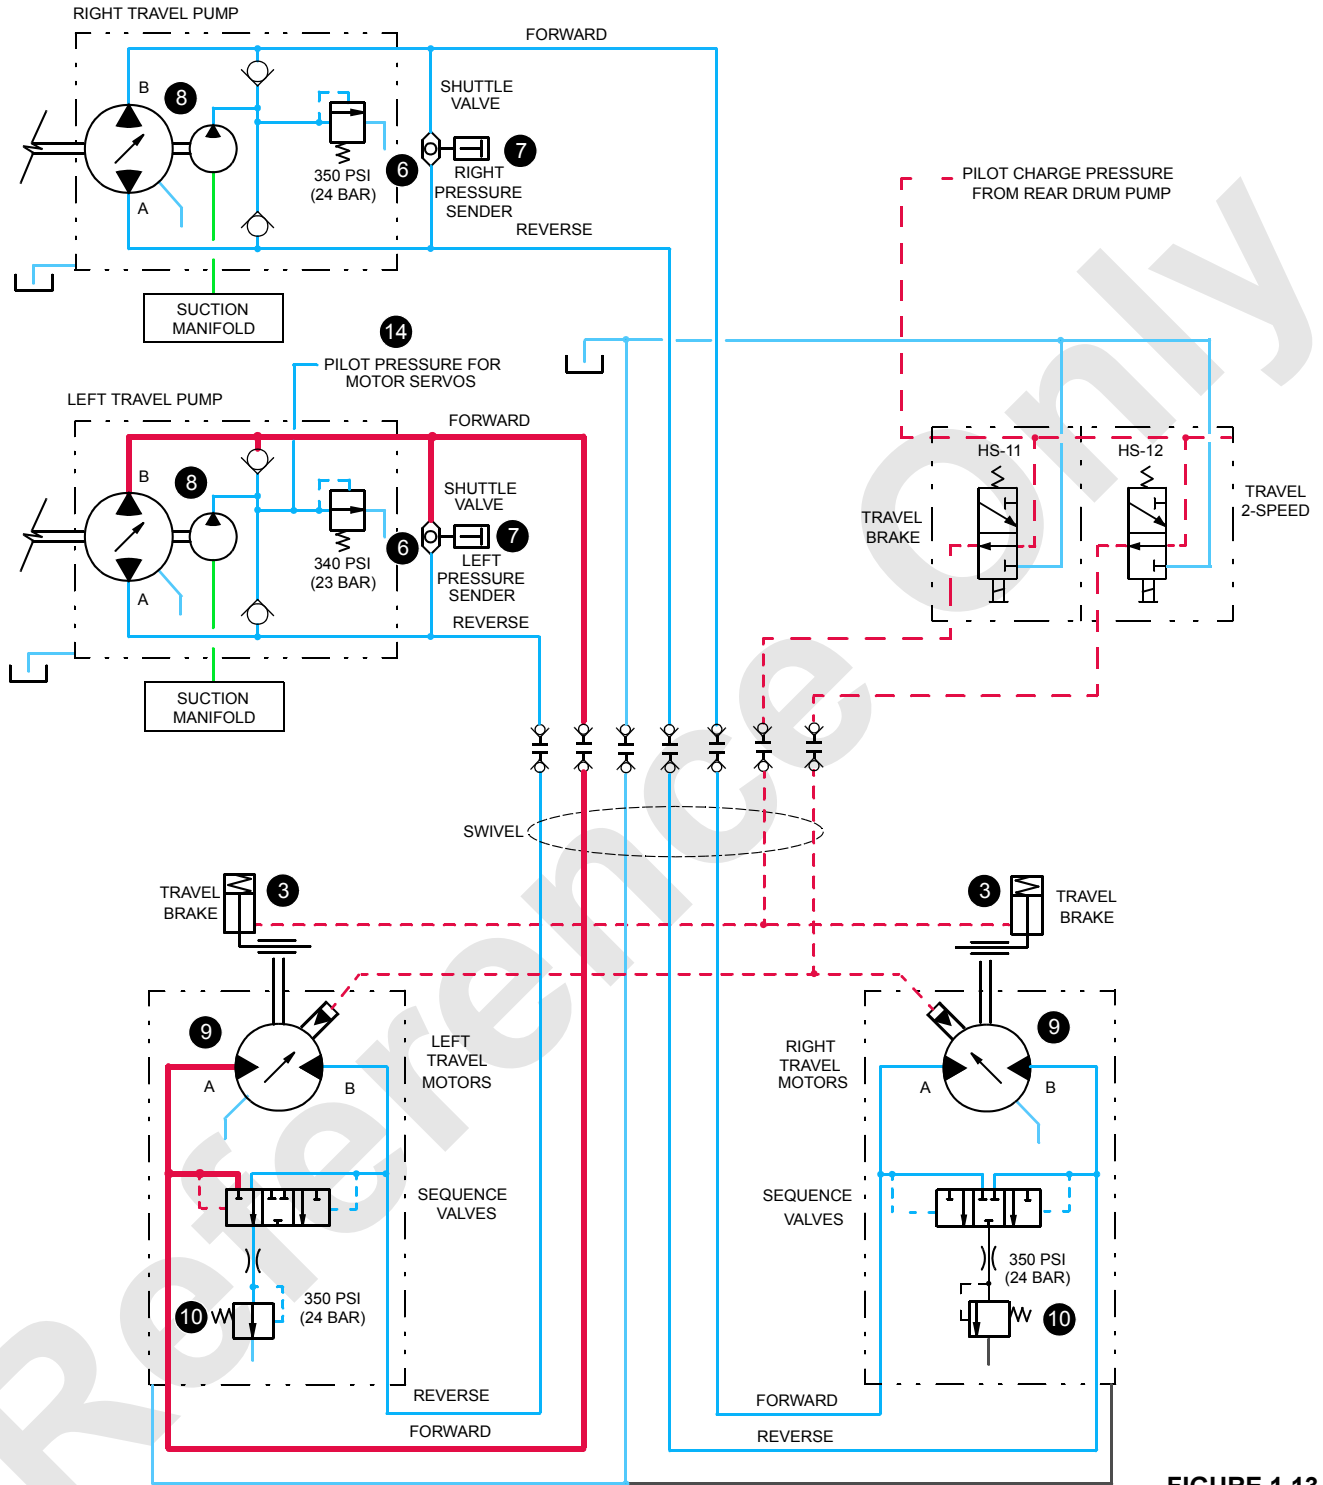 RIGHT TRAVEL PUMP
FORWARD
B
8
SHUTTLE
VALVE
350 PSI
(24 BAR)
6
7
RIGHT
PRESSURE
SENDER
A
REVERSE
PILOT CHARGE PRESSURE
FROM REAR DRUM PUMP
SUCTION
MANIFOLD
14
PILOT PRESSURE FOR
MOTOR SERVOS
LEFT TRAVEL PUMP
FORWARD
B
8
SHUTTLE
VALVE
340 PSI
(23 BAR)
6
7
LEFT
PRESSURE
SENDER
A
REVERSE
HS-11
HS-12
TRAVEL
BRAKE
TRAVEL
2-SPEED
SUCTION
MANIFOLD
SWIVEL
TRAVEL
BRAKE
3
3
TRAVEL
BRAKE
9
LEFT
TRAVEL
MOTORS
A
B
RIGHT
TRAVEL
MOTORS
9
A
B
SEQUENCE
VALVES
SEQUENCE
VALVES
350 PSI
(24 BAR)
10
350 PSI
(24 BAR)
10
REVERSE
FORWARD
FORWARD
REVERSE
FIGURE 1-13
Reference Only